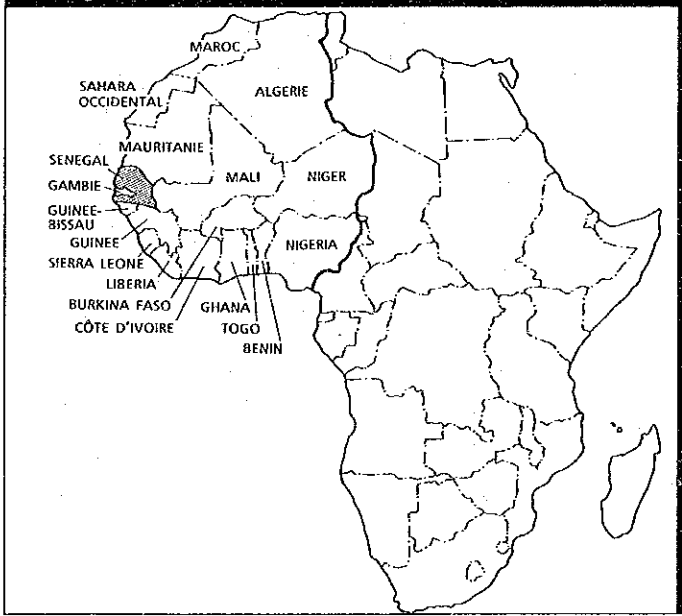 MAROC
SAHARA
OCCIDENTAL
ALGERIE
MAURITANIE
SENEGAL
GAMBIE
MALI
NIGER
GUINEE-
BISSAU
GUINEE
NIGERIA
SIERRA LEONE
LIBERIA
BURKINA FASO
GHANA
CÔTE D'IVOIRE
TOGO
BENIN